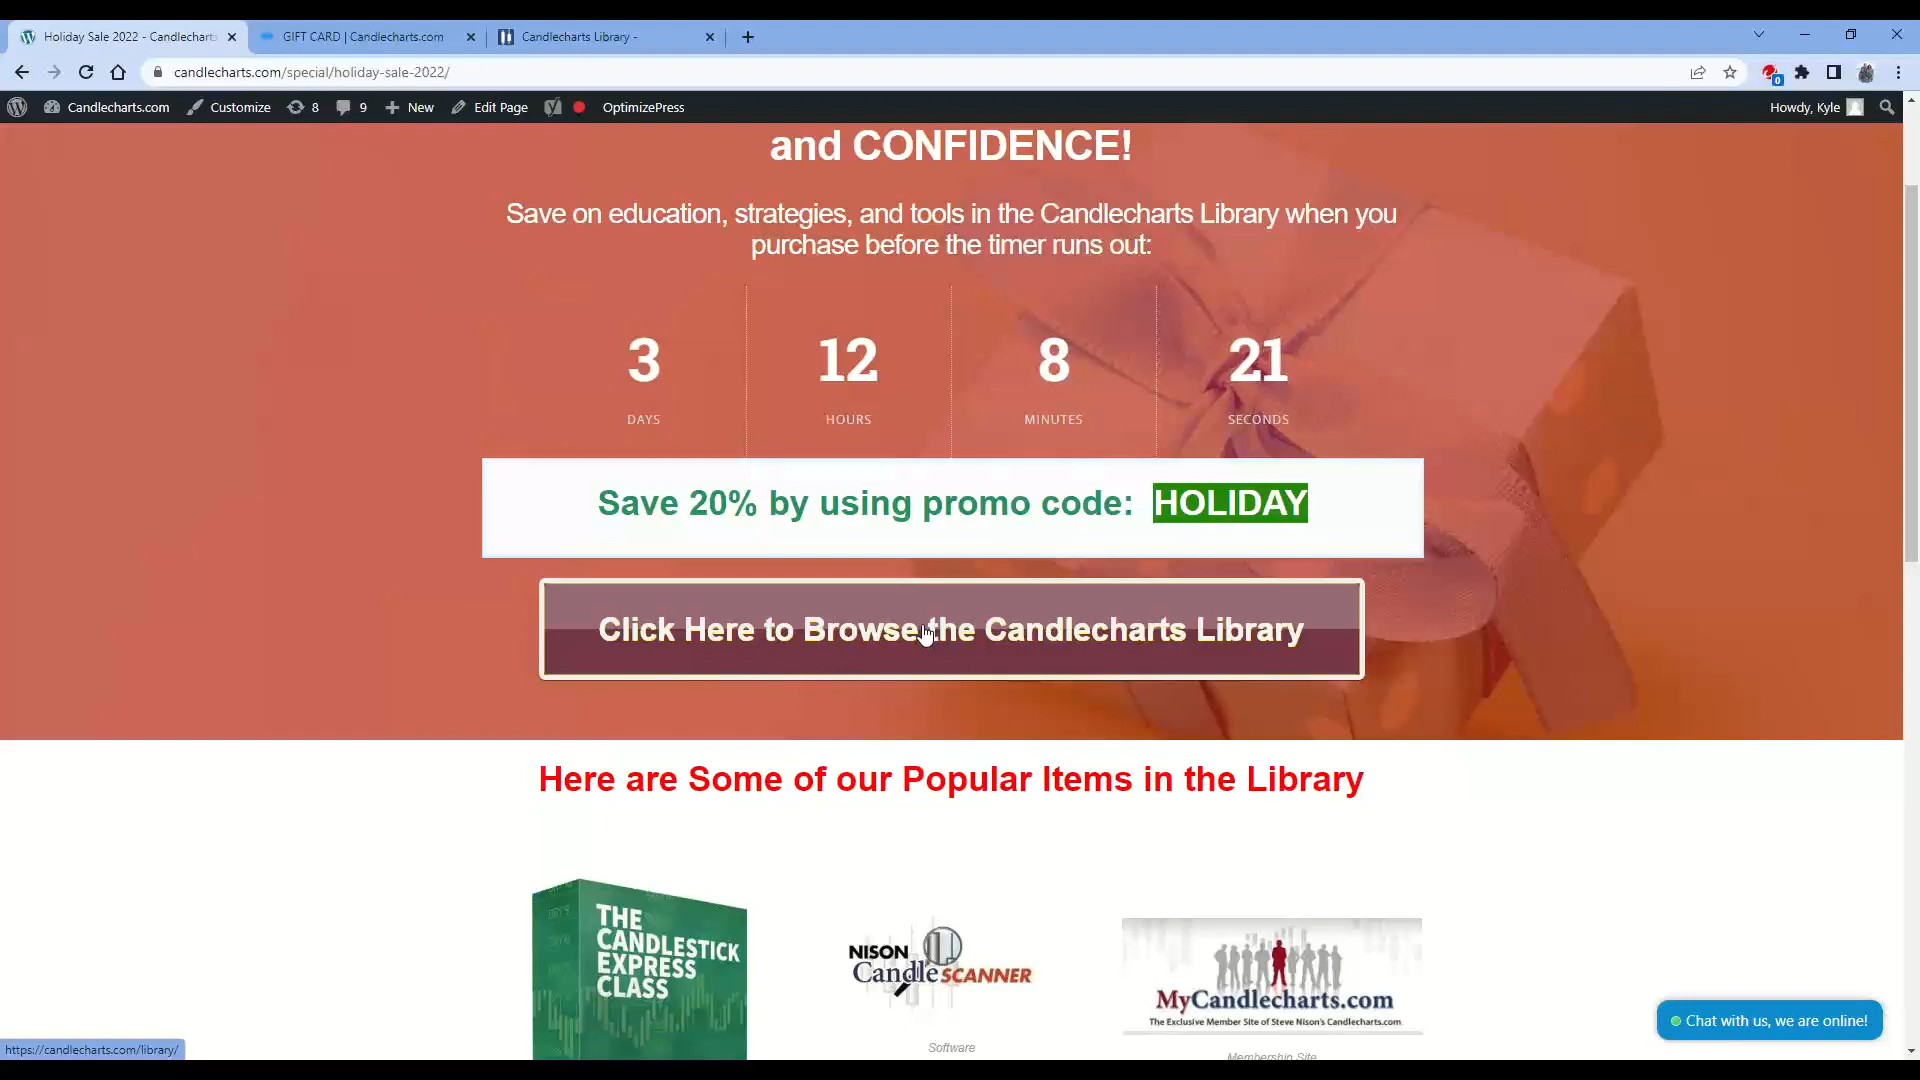 Holiday Sale 2022 - Candlecharts
GIFT CARD | Candlecharts.com
Candlecharts Library -
candlecharts.com/special/holiday-sale-2022/
0
Candlecharts.com
Customize
8
9
New
Edit Page
OptimizePress
Howdy, Kyle
and CONFIDENCE!
Save on education, strategies, and tools in the Candlecharts Library when you
purchase before the timer runs out:
3 12 8 21
DAYS HOURS MINUTES SECONDS
Save 20% by using promo code: HOLIDAY
Click Here to Browse the Candlecharts Library
Here are Some of our Popular Items in the Library
THE
CANDLESTICK
EXPRESS
CLASS
NISON
CandleSCANNER
Software
MyCandlecharts.com
The Exclusive Member Site of Steve Nison's Candlecharts.com
Membership Site
Chat with us, we are online!
https://candlecharts.com/library/